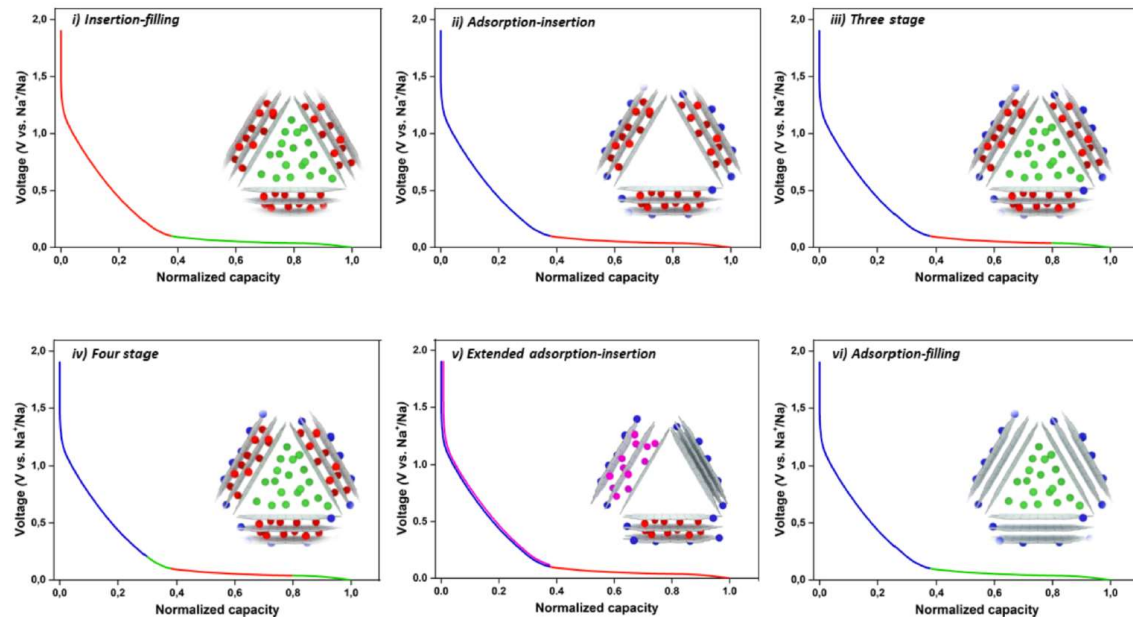 i) Insertion-filling
2,0
1,5
1,0
0,5
0,0
Voltage (V vs. Na⁺/Na)
0,0 0,2 0,4 0,6 0,8 1,0
Normalized capacity
ii) Adsorption-insertion
2,0
1,5
1,0
0,5
0,0
Voltage (V vs. Na⁺/Na)
0,0 0,2 0,4 0,6 0,8 1,0
Normalized capacity
iii) Three stage
2,0
1,5
1,0
0,5
0,0
Voltage (V vs. Na⁺/Na)
0,0 0,2 0,4 0,6 0,8 1,0
Normalized capacity
iv) Four stage
2,0
1,5
1,0
0,5
0,0
Voltage (V vs. Na⁺/Na)
0,0 0,2 0,4 0,6 0,8 1,0
Normalized capacity
v) Extended adsorption-insertion
2,0
1,5
1,0
0,5
0,0
Voltage (V vs. Na⁺/Na)
0,0 0,2 0,4 0,6 0,8 1,0
Normalized capacity
vi) Adsorption-filling
2,0
1,5
1,0
0,5
0,0
Voltage (V vs. Na⁺/Na)
0,0 0,2 0,4 0,6 0,8 1,0
Normalized capacity